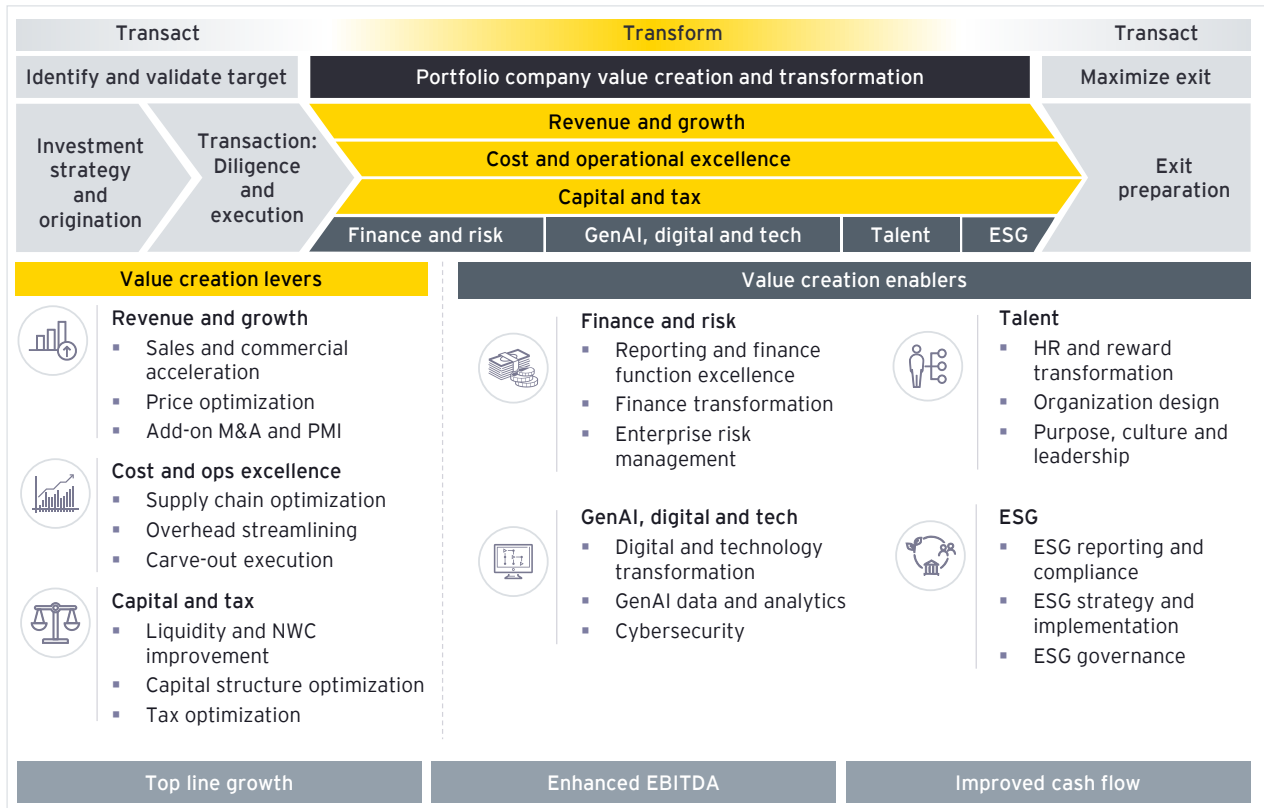 Transact
Transform
Transact
Identify and validate target
Portfolio company value creation and transformation
Maximize exit
Investment
strategy
and
origination
Transaction:
Diligence
and
execution
Revenue and growth
Cost and operational excellence
Capital and tax
Finance and risk
GenAI, digital and tech
Talent
ESG
Exit
preparation
Value creation levers
Revenue and growth
▪ Sales and commercial
acceleration
▪ Price optimization
▪ Add-on M&A and PMI
Cost and ops excellence
▪ Supply chain optimization
▪ Overhead streamlining
▪ Carve-out execution
Capital and tax
▪ Liquidity and NWC
improvement
▪ Capital structure optimization
▪ Tax optimization
Value creation enablers
Finance and risk
▪ Reporting and finance
function excellence
▪ Finance transformation
▪ Enterprise risk
management
GenAI, digital and tech
▪ Digital and technology
transformation
▪ GenAI data and analytics
▪ Cybersecurity
Talent
▪ HR and reward
transformation
▪ Organization design
▪ Purpose, culture and
leadership
ESG
▪ ESG reporting and
compliance
▪ ESG strategy and
implementation
▪ ESG governance
Top line growth
Enhanced EBITDA
Improved cash flow